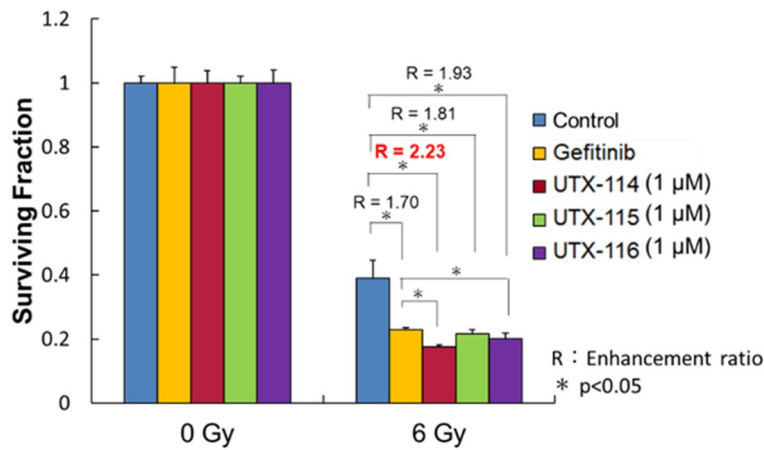 1.2
1
0.8
0.6
0.4
0.2
0
Surviving Fraction
0 Gy
6 Gy
R = 1.93
*
R = 1.81
*
R = 2.23
*
R = 1.70
*
*
*
Control
Gefitinib
UTX-114 (1 μM)
UTX-115 (1 μM)
UTX-116 (1 μM)
R：Enhancement ratio
* p<0.05